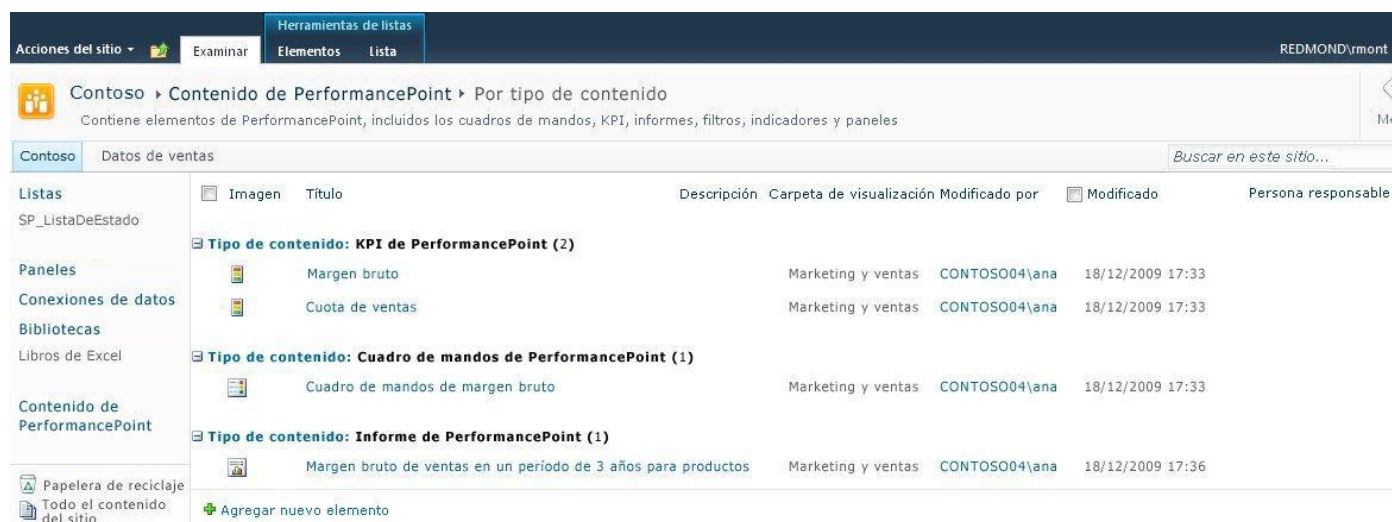 Herramientas de listas
Acciones del sitio Examinar Elementos Lista REDMOND\rmont
Contoso Contenido de PerformancePoint Por tipo de contenido
Contiene elementos de PerformancePoint, incluidos los cuadros de mandos, KPI, informes, filtros, indicadores y paneles
Contoso Datos de ventas Buscar en este sitio...
Listas
SP_ListaDeEstado
Paneles
Conexiones de datos
Bibliotecas
Libros de Excel
Contenido de
PerformancePoint
Papelera de reciclaje
Todo el contenido
del sitio
Imagen Título Descripción Carpeta de visualización Modificado por Modificado Persona responsable
Tipo de contenido: KPI de PerformancePoint (2)
Margen bruto Marketing y ventas CONTOSO04\ana 18/12/2009 17:33
Cuota de ventas Marketing y ventas CONTOSO04\ana 18/12/2009 17:33
Tipo de contenido: Cuadro de mandos de PerformancePoint (1)
Cuadro de mandos de margen bruto Marketing y ventas CONTOSO04\ana 18/12/2009 17:33
Tipo de contenido: Informe de PerformancePoint (1)
Margen bruto de ventas en un período de 3 años para productos Marketing y ventas CONTOSO04\ana 18/12/2009 17:36
Agregar nuevo elemento